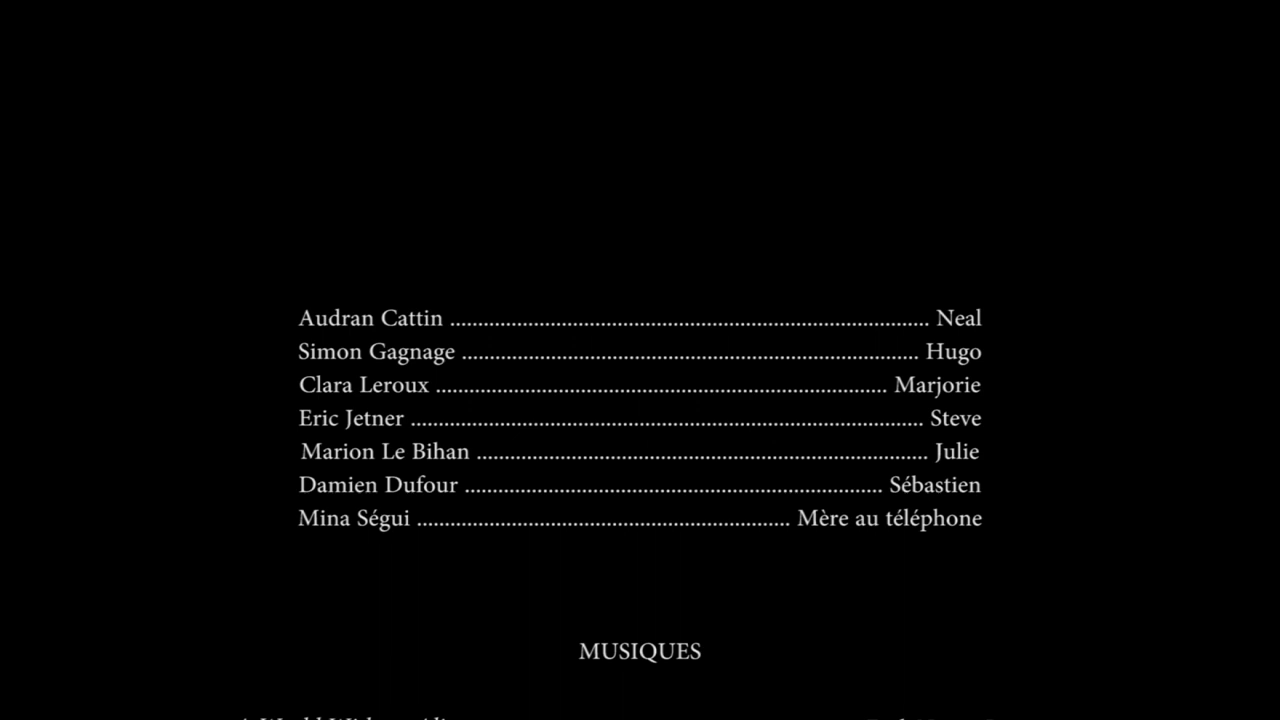 Audran Cattin ........................................................................................ Neal
Simon Gagnage .................................................................................... Hugo
Clara Leroux ................................................................................... Marjorie
Eric Jetner .............................................................................................. Steve
Marion Le Bihan ................................................................................... Julie
Damien Dufour ............................................................................. Sébastien
Mina Ségui ..................................................................... Mère au téléphone
MUSIQUES